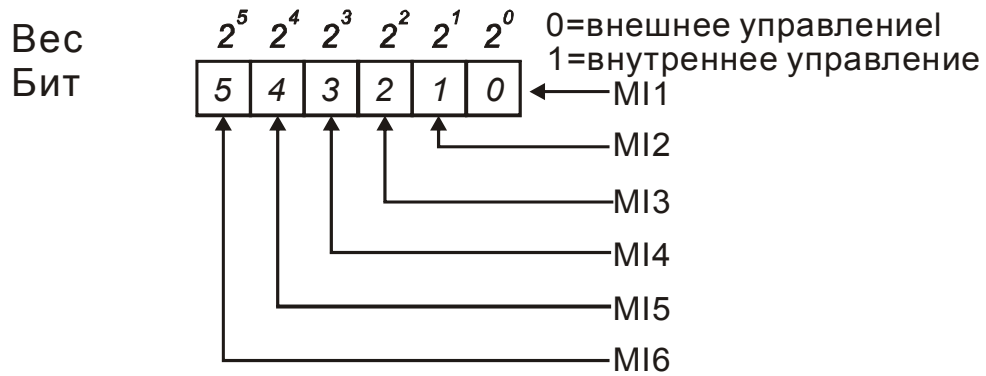 Вес 2⁵ 2⁴ 2³ 2² 2¹ 2⁰ 0=внешнее управлениеI
1=внутреннее управление
Бит 5 4 3 2 1 0 MI1
MI2
MI3
MI4
MI5
MI6